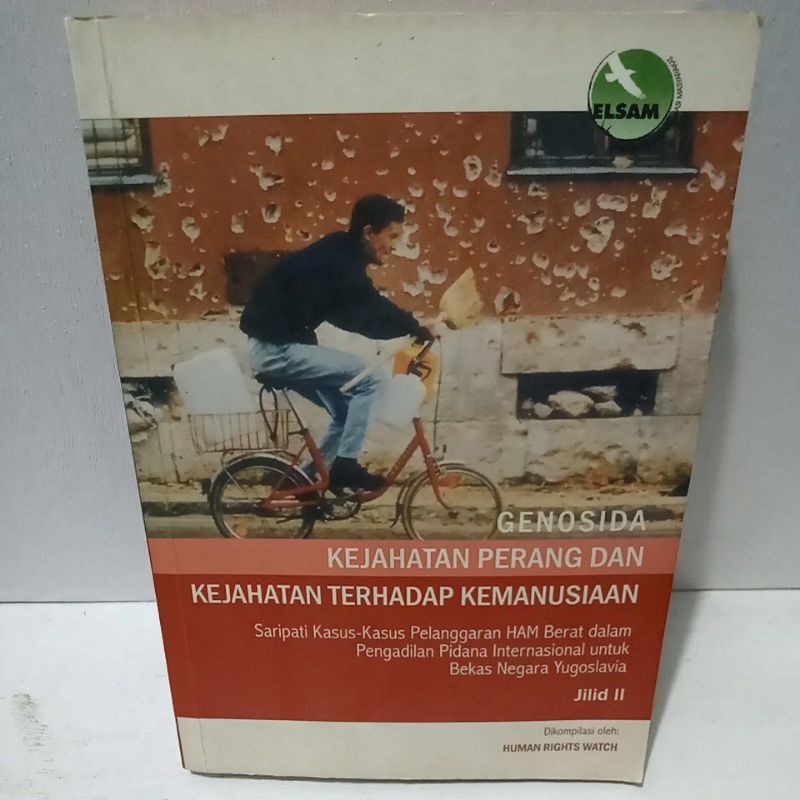 ELSAM
GENOSIDA
KEJAHATAN PERANG DAN
KEJAHATAN TERHADAP KEMANUSIAAN
Saripati Kasus-Kasus Pelanggaran HAM Berat dalam
Pengadilan Pidana Internasional untuk
Bekas Negara Yugoslavia
Jilid II
Dikompilasi oleh:
HUMAN RIGHTS WATCH